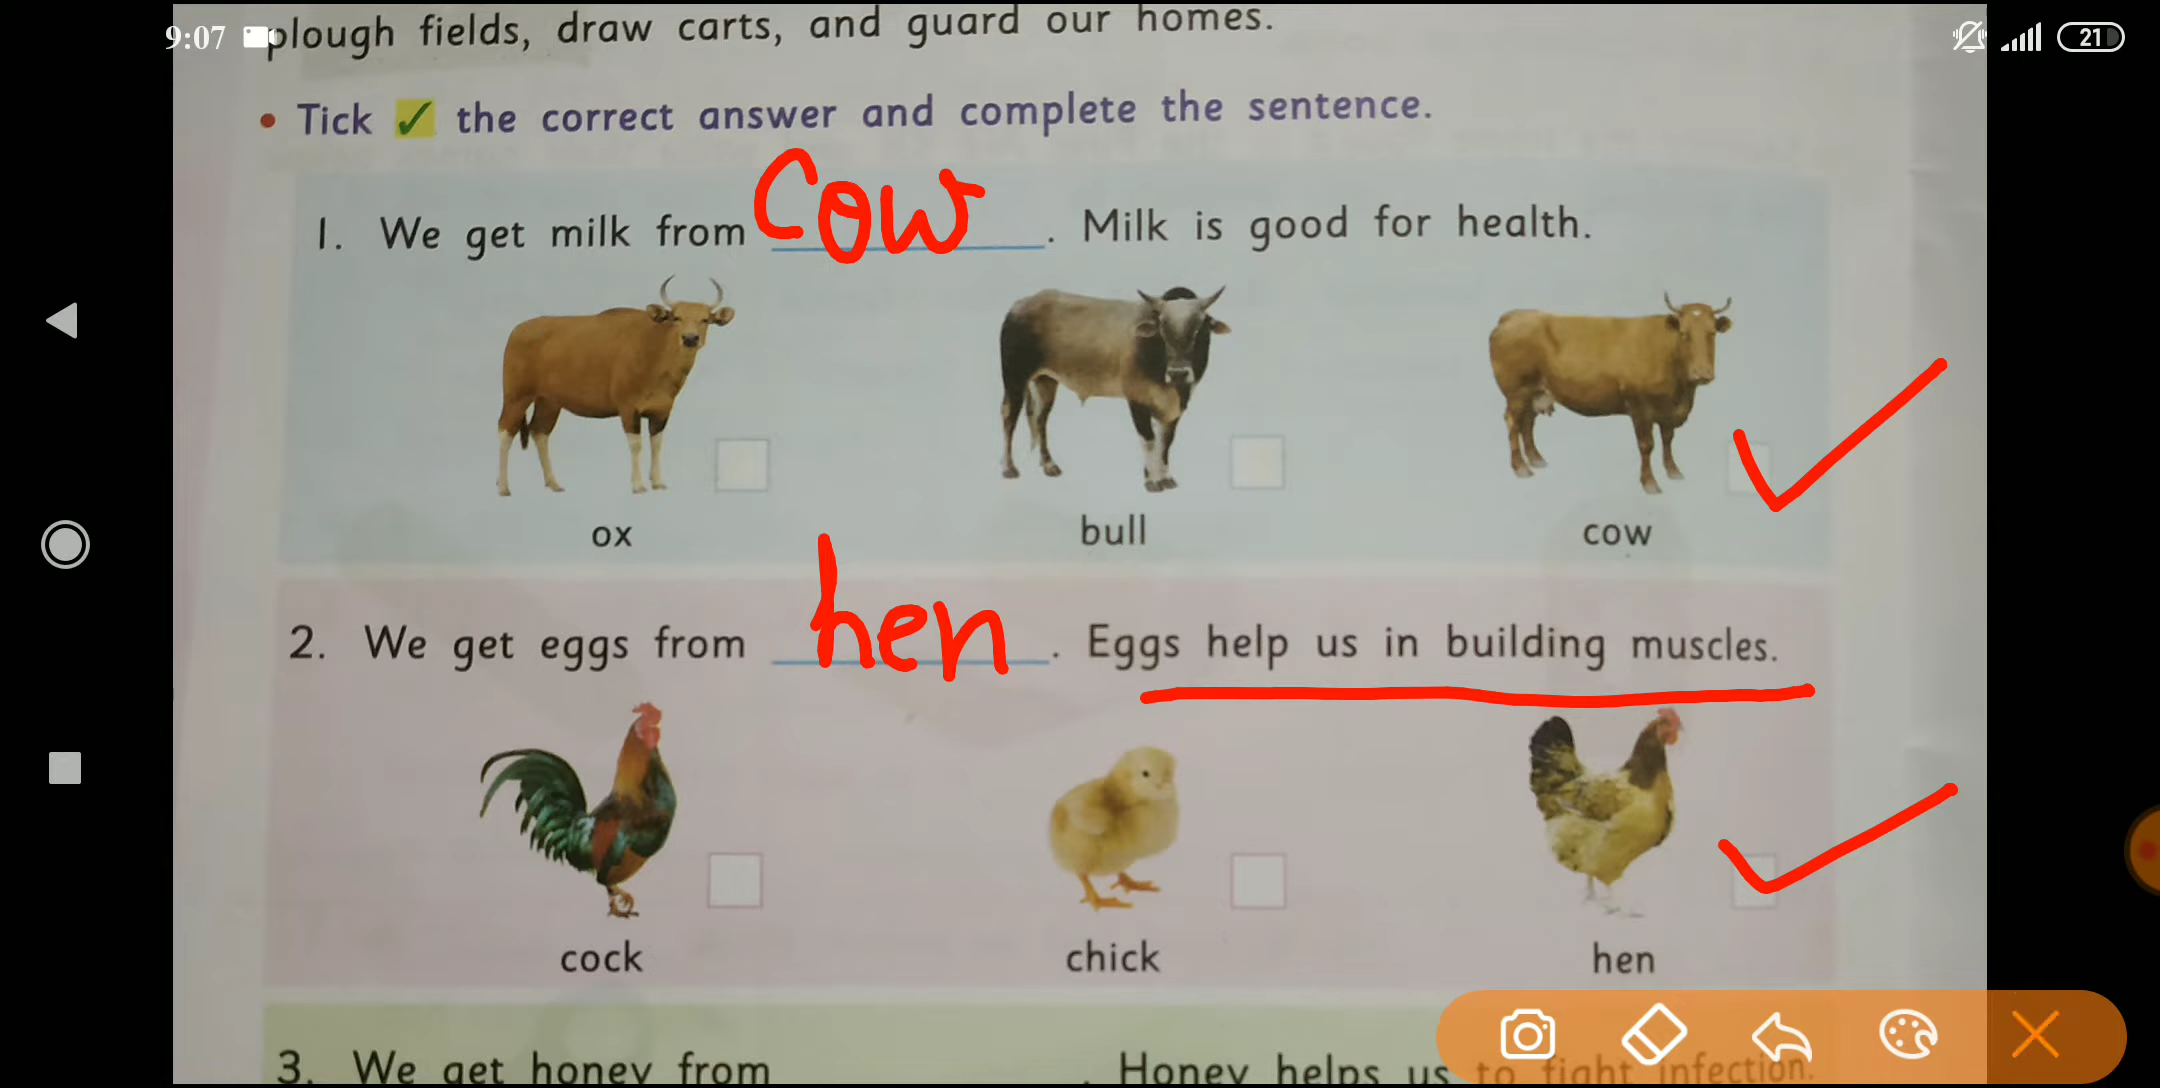 plough fields, draw carts, and guard our homes.
9:07
21
• Tick ✓ the correct answer and complete the sentence.
1. We get milk from cow. Milk is good for health.
ox bull cow
2. We get eggs from hen. Eggs help us in building muscles.
cock chick hen
3. We get honey from ________. Honey helps us to fight infection.